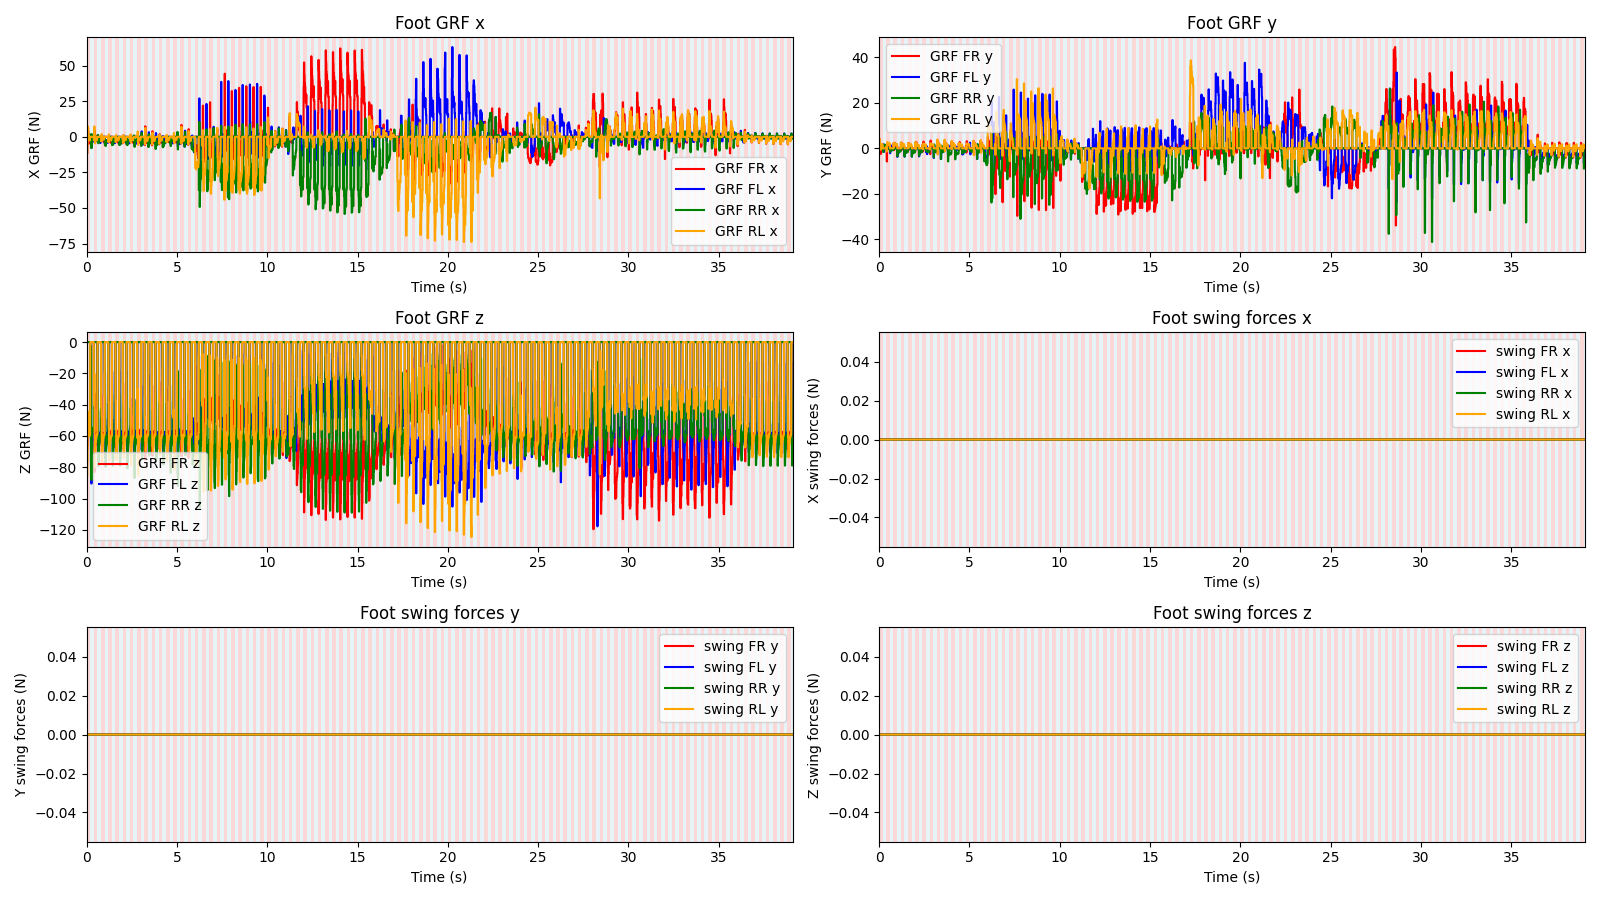 Foot GRF x
X GRF (N)
50
25
0
−25
−50
−75
GRF FR x
GRF FL x
GRF RR x
GRF RL x
0 5 10 15 20 25 30 35
Time (s)
Foot GRF y
Y GRF (N)
40
20
0
−20
−40
GRF FR y
GRF FL y
GRF RR y
GRF RL y
0 5 10 15 20 25 30 35
Time (s)
Foot GRF z
Z GRF (N)
0
−20
−40
−60
−80
−100
−120
GRF FR z
GRF FL z
GRF RR z
GRF RL z
0 5 10 15 20 25 30 35
Time (s)
Foot swing forces x
X swing forces (N)
0.04
0.02
0.00
−0.02
−0.04
swing FR x
swing FL x
swing RR x
swing RL x
0 5 10 15 20 25 30 35
Time (s)
Foot swing forces y
Y swing forces (N)
0.04
0.02
0.00
−0.02
−0.04
swing FR y
swing FL y
swing RR y
swing RL y
0 5 10 15 20 25 30 35
Time (s)
Foot swing forces z
Z swing forces (N)
0.04
0.02
0.00
−0.02
−0.04
swing FR z
swing FL z
swing RR z
swing RL z
0 5 10 15 20 25 30 35
Time (s)